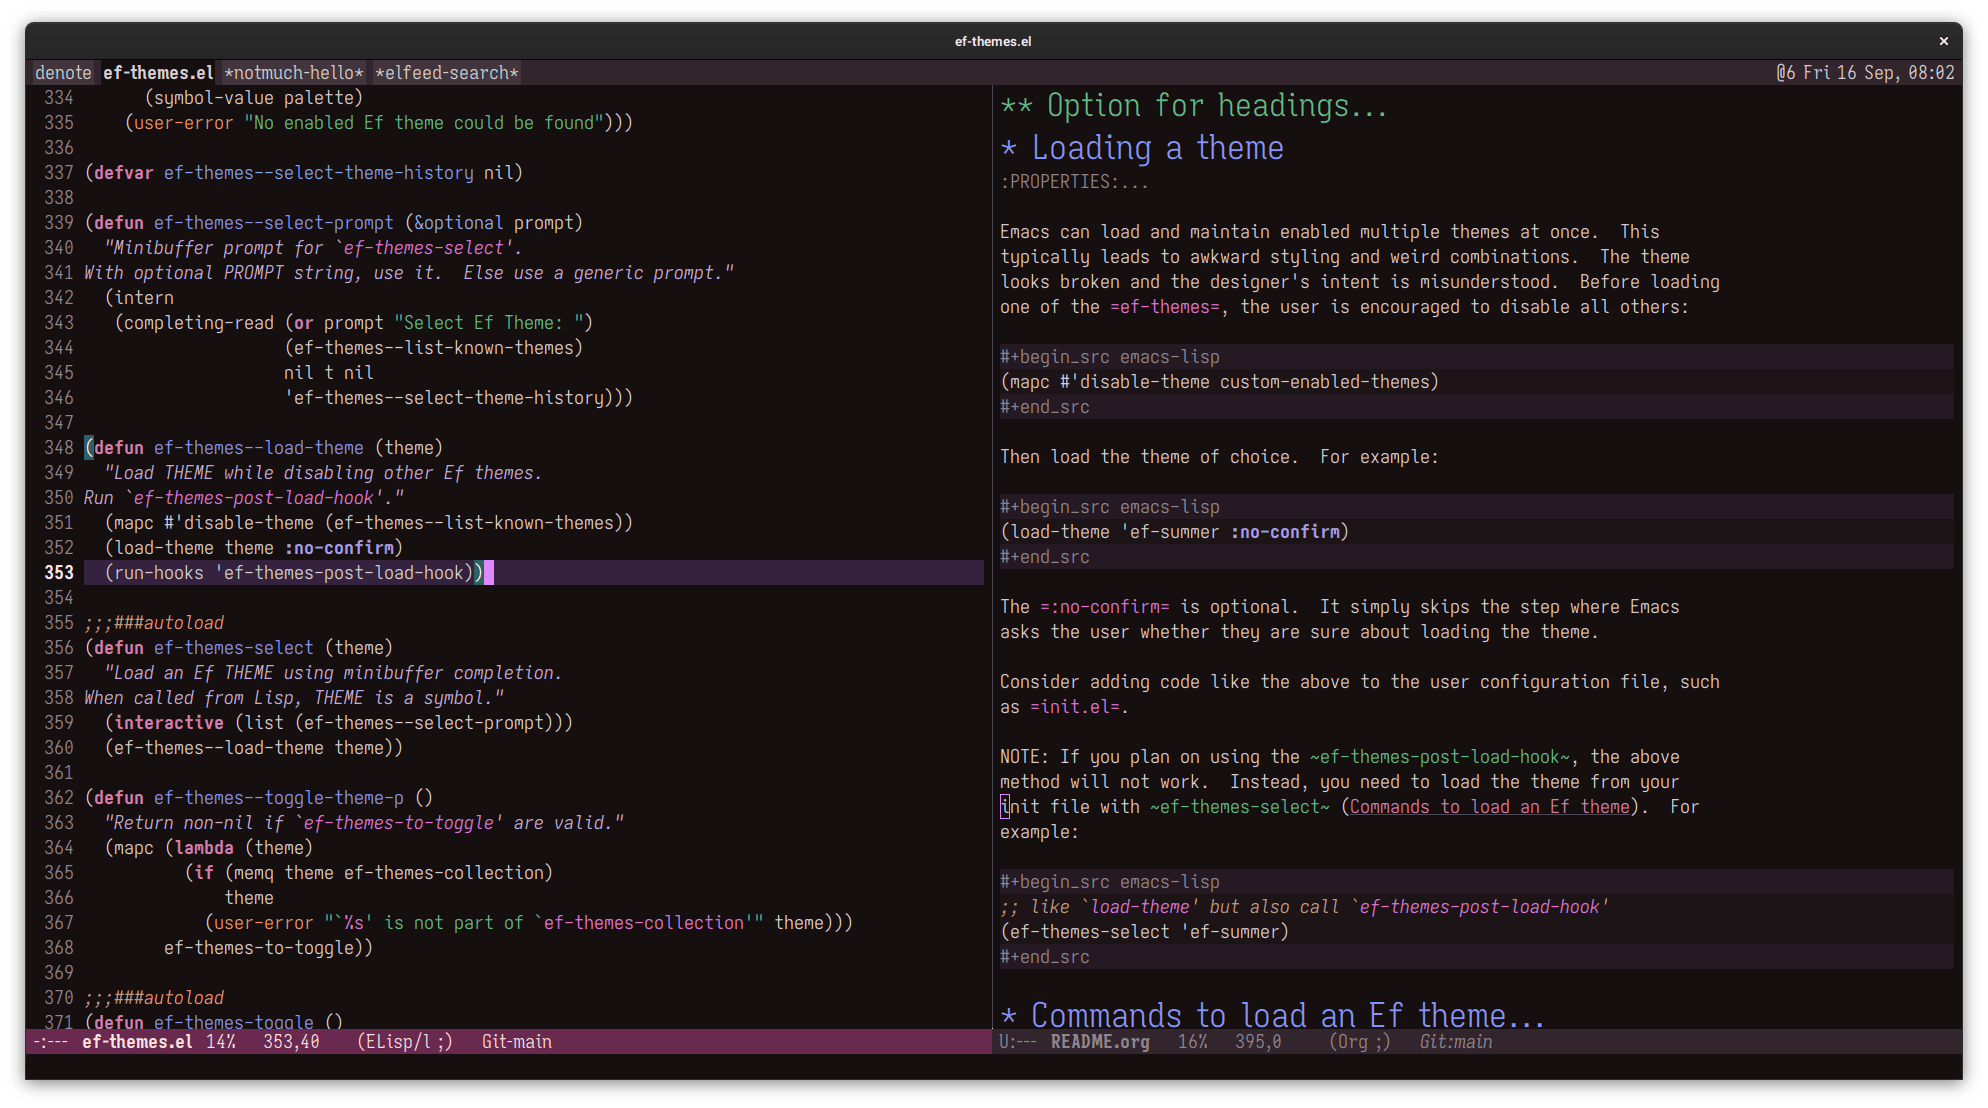 ef-themes.el ×
denote ef-themes.el *notmuch-hello* *elfeed-search* @6 Fri 16 Sep, 08:02
334       (symbol-value palette)
335     (user-error "No enabled Ef theme could be found")))
336
337 (defvar ef-themes--select-theme-history nil)
338
339 (defun ef-themes--select-prompt (&optional prompt)
340   "Minibuffer prompt for `ef-themes-select'.
341 With optional PROMPT string, use it.  Else use a generic prompt."
342   (intern
343    (completing-read (or prompt "Select Ef Theme: ")
344                     (ef-themes--list-known-themes)
345                     nil t nil
346                     'ef-themes--select-theme-history)))
347
348 (defun ef-themes--load-theme (theme)
349   "Load THEME while disabling other Ef themes.
350 Run `ef-themes-post-load-hook'."
351   (mapc #'disable-theme (ef-themes--list-known-themes))
352   (load-theme theme :no-confirm)
353   (run-hooks 'ef-themes-post-load-hook))
354
355 ;;;###autoload
356 (defun ef-themes-select (theme)
357   "Load an Ef THEME using minibuffer completion.
358 When called from Lisp, THEME is a symbol."
359   (interactive (list (ef-themes--select-prompt)))
360   (ef-themes--load-theme theme))
361
362 (defun ef-themes--toggle-theme-p ()
363   "Return non-nil if `ef-themes-to-toggle' are valid."
364   (mapc (lambda (theme)
365           (if (memq theme ef-themes-collection)
366               theme
367             (user-error "`%s' is not part of `ef-themes-collection'" theme)))
368         ef-themes-to-toggle))
369
370 ;;;###autoload
371 (defun ef-themes-toggle ()
-:--- ef-themes.el 14% 353,40 (ELisp/l ;) Git-main
** Option for headings...
* Loading a theme
:PROPERTIES:...
Emacs can load and maintain enabled multiple themes at once.  This
typically leads to awkward styling and weird combinations.  The theme
looks broken and the designer's intent is misunderstood.  Before loading
one of the =ef-themes=, the user is encouraged to disable all others:
#+begin_src emacs-lisp
(mapc #'disable-theme custom-enabled-themes)
#+end_src
Then load the theme of choice.  For example:
#+begin_src emacs-lisp
(load-theme 'ef-summer :no-confirm)
#+end_src
The =:no-confirm= is optional.  It simply skips the step where Emacs
asks the user whether they are sure about loading the theme.
Consider adding code like the above to the user configuration file, such
as =init.el=.
NOTE: If you plan on using the ~ef-themes-post-load-hook~, the above
method will not work.  Instead, you need to load the theme from your
init file with ~ef-themes-select~ (Commands to load an Ef theme).  For
example:
#+begin_src emacs-lisp
;; like `load-theme' but also call `ef-themes-post-load-hook'
(ef-themes-select 'ef-summer)
#+end_src
* Commands to load an Ef theme...
U:--- README.org 16% 395,0 (Org ;) Git:main